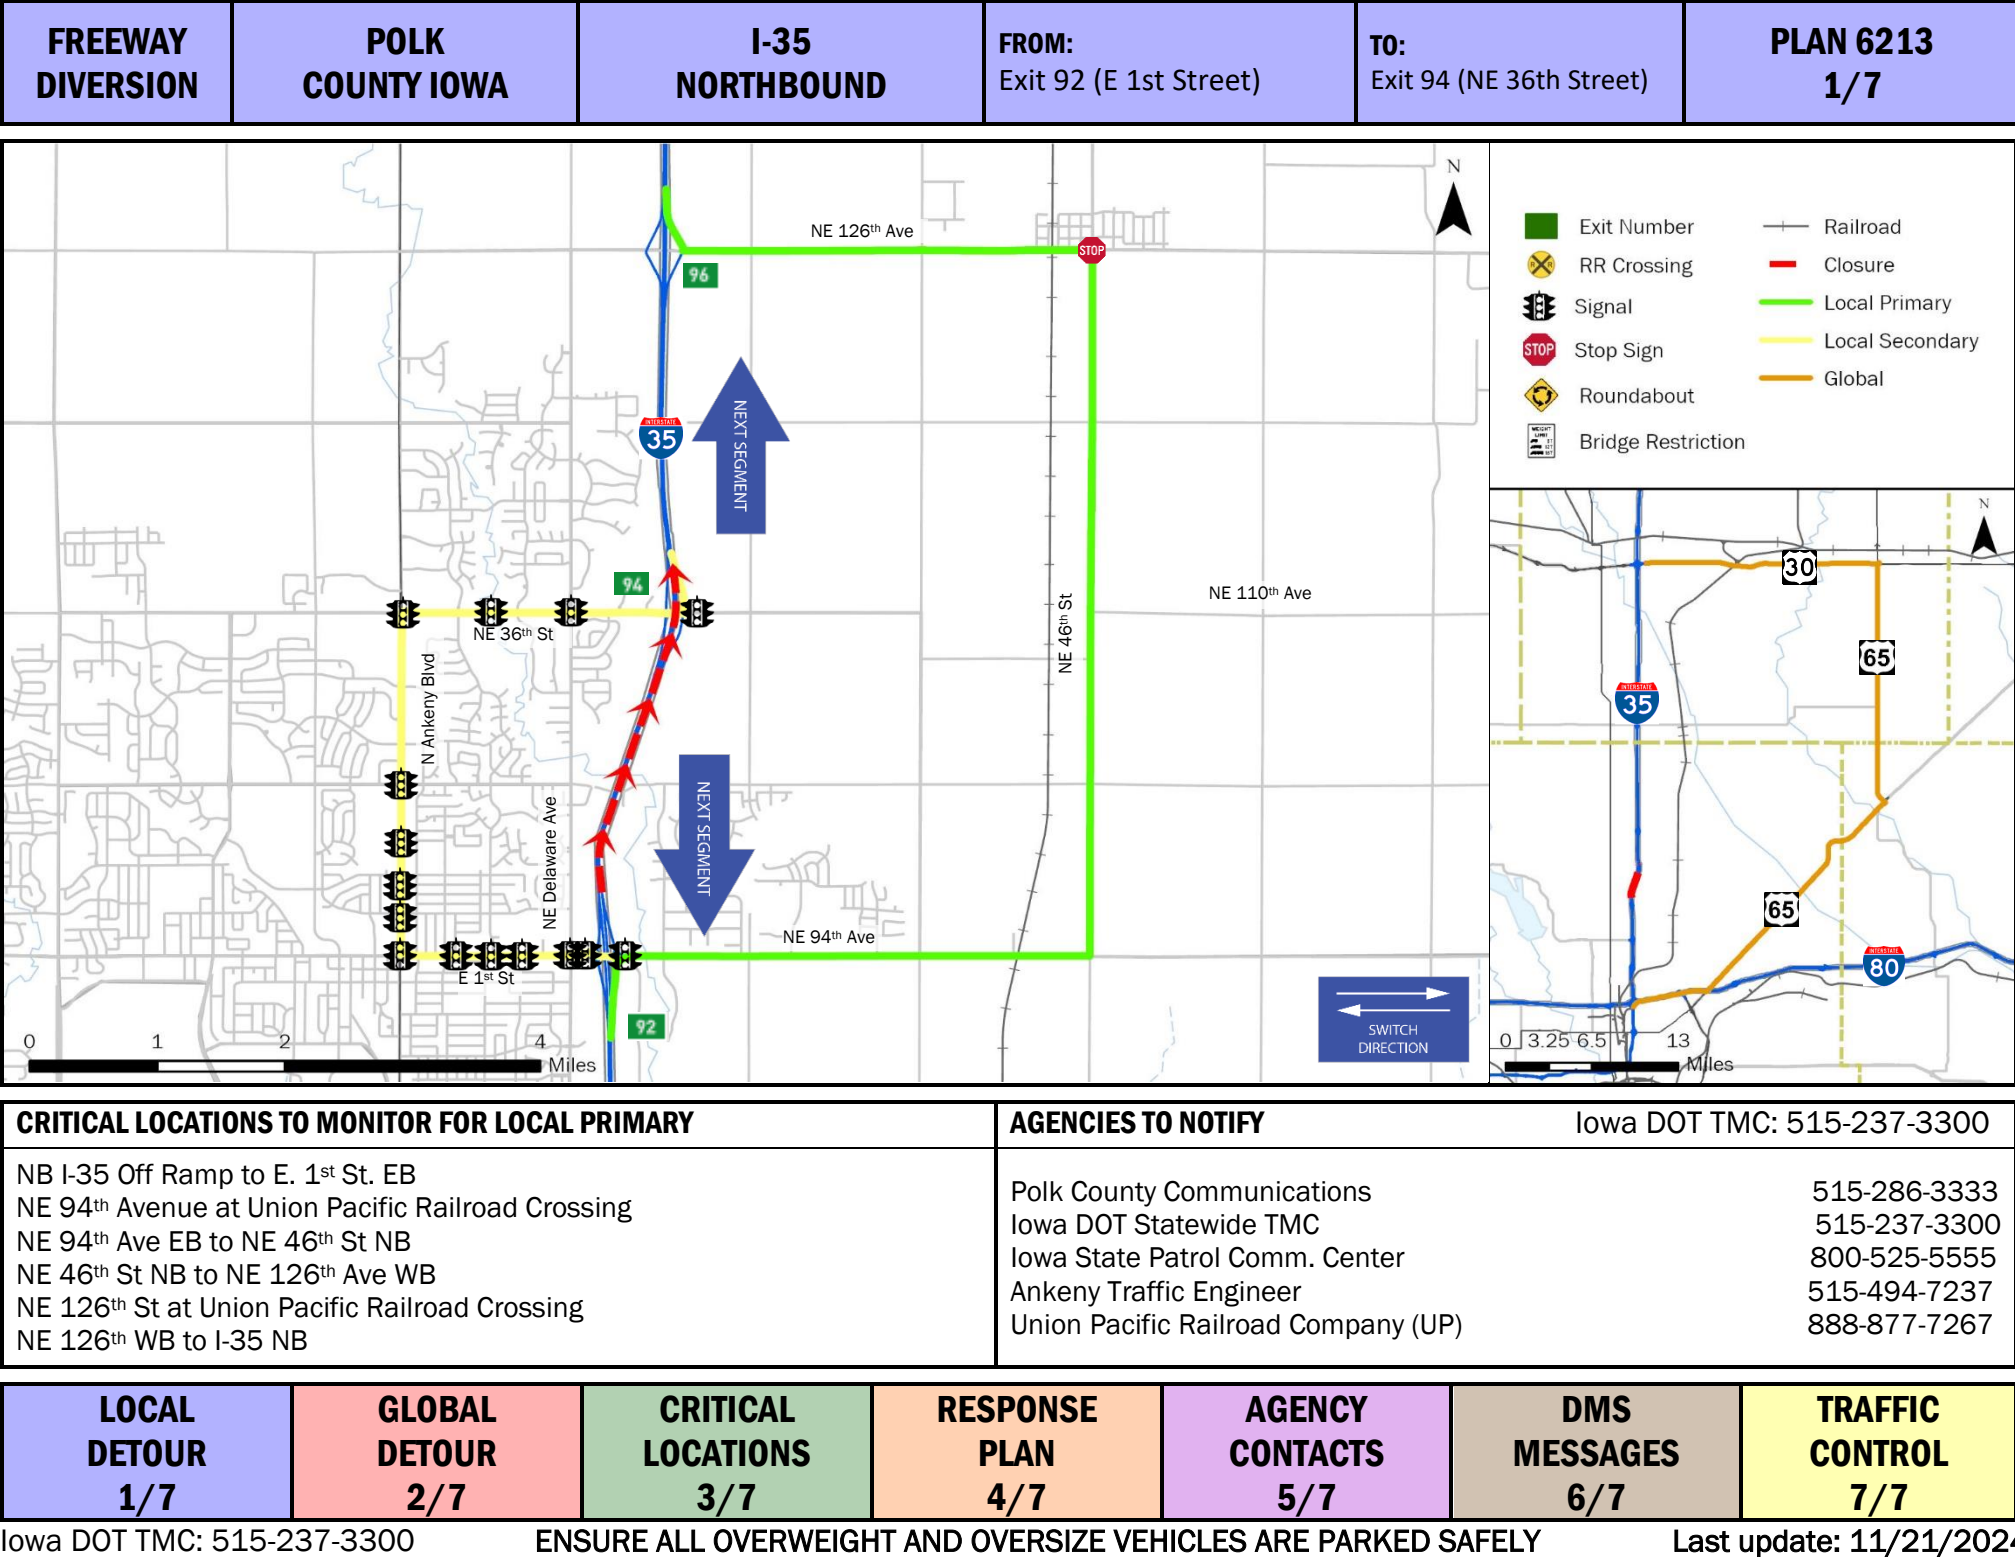 FREEWAY
DIVERSION
POLK
COUNTY IOWA
I-35
NORTHBOUND
FROM:
Exit 92 (E 1st Street)
TO:
Exit 94 (NE 36th Street)
PLAN 6213
1/7
N
NE 126th Ave
STOP
96
INTERSTATE
35
NEXT SEGMENT
94
NE 36th St
NE 110th Ave
NE 46th St
N Ankeny Blvd
NE Delaware Ave
NEXT SEGMENT
NE 94th Ave
E 1st St
92
SWITCH
DIRECTION
0 1 2 4
Miles
Exit Number
RR Crossing
Signal
STOP
Stop Sign
Roundabout
WEIGHT
LIMIT
Bridge Restriction
Railroad
Closure
Local Primary
Local Secondary
Global
N
30
65
INTERSTATE
35
65
INTERSTATE
80
0 3.25 6.5 13
Miles
CRITICAL LOCATIONS TO MONITOR FOR LOCAL PRIMARY
NB I-35 Off Ramp to E. 1st St. EB
NE 94th Avenue at Union Pacific Railroad Crossing
NE 94th Ave EB to NE 46th St NB
NE 46th St NB to NE 126th Ave WB
NE 126th St at Union Pacific Railroad Crossing
NE 126th WB to I-35 NB
AGENCIES TO NOTIFY Iowa DOT TMC: 515-237-3300
Polk County Communications 515-286-3333
Iowa DOT Statewide TMC 515-237-3300
Iowa State Patrol Comm. Center 800-525-5555
Ankeny Traffic Engineer 515-494-7237
Union Pacific Railroad Company (UP) 888-877-7267
LOCAL
DETOUR
1/7
GLOBAL
DETOUR
2/7
CRITICAL
LOCATIONS
3/7
RESPONSE
PLAN
4/7
AGENCY
CONTACTS
5/7
DMS
MESSAGES
6/7
TRAFFIC
CONTROL
7/7
Iowa DOT TMC: 515-237-3300 ENSURE ALL OVERWEIGHT AND OVERSIZE VEHICLES ARE PARKED SAFELY Last update: 11/21/202